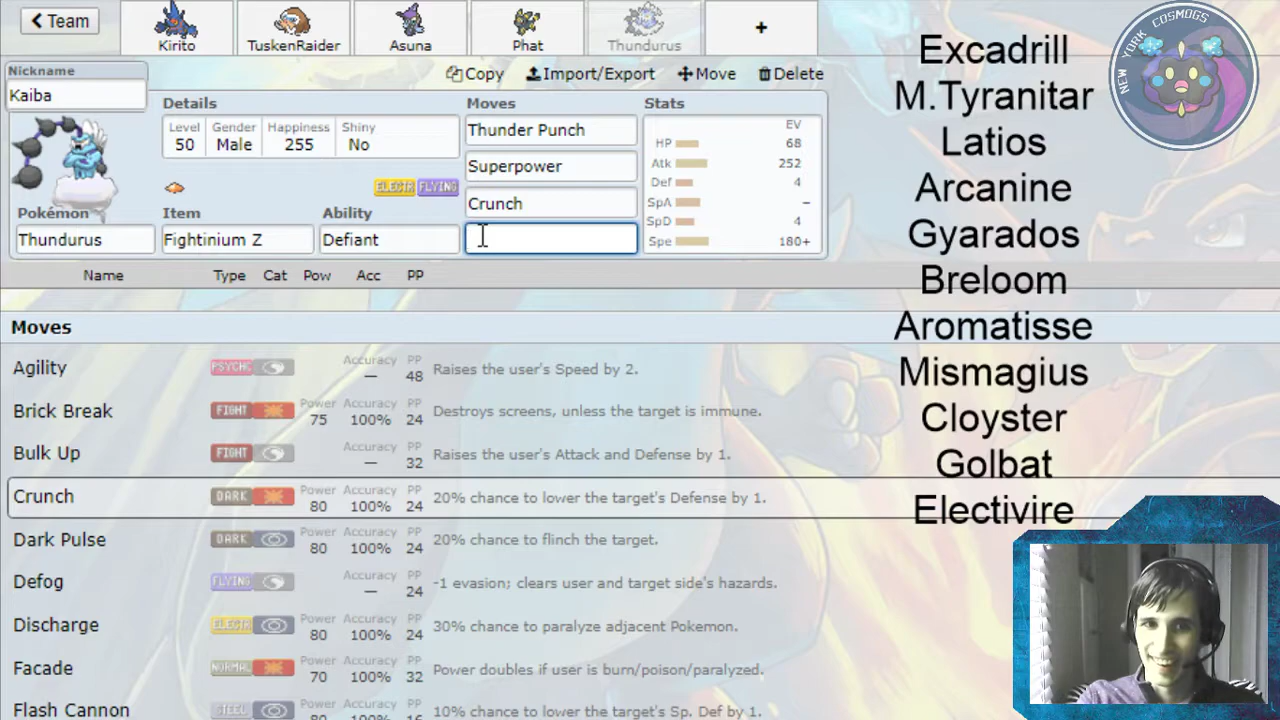 Team
Kirito
TuskenRaider
Asuna
Phat
Thundurus
+
Copy
Import/Export
Move
Delete
Nickname
Kaiba
Details
Level
50
Gender
Male
Happiness
255
Shiny
No
ELECTR FLYING
Pokémon
Thundurus
Item
Fightinium Z
Ability
Defiant
Moves
Thunder Punch
Superpower
Crunch
Stats
EV
HP 68
Atk 252
Def 4
SpA –
SpD 4
Spe 180+
Name Type Cat Pow Acc PP
Moves
Agility PSYCHC Accuracy — PP 48 Raises the user's Speed by 2.
Brick Break FIGHT Power 75 Accuracy 100% PP 24 Destroys screens, unless the target is immune.
Bulk Up FIGHT Accuracy — PP 32 Raises the user's Attack and Defense by 1.
Crunch DARK Power 80 Accuracy 100% PP 24 20% chance to lower the target's Defense by 1.
Dark Pulse DARK Power 80 Accuracy 100% PP 24 20% chance to flinch the target.
Defog FLYING Accuracy — PP 24 -1 evasion; clears user and target side's hazards.
Discharge ELECTR Power 80 Accuracy 100% PP 24 30% chance to paralyze adjacent Pokemon.
Facade NORMAL Power 70 Accuracy 100% PP 32 Power doubles if user is burn/poison/paralyzed.
Flash Cannon STEEL Power 80 Accuracy 100% PP 16 10% chance to lower the target's Sp. Def by 1.
Excadrill
M.Tyranitar
Latios
Arcanine
Gyarados
Breloom
Aromatisse
Mismagius
Cloyster
Golbat
Electivire
NEW YORK COSMOGS